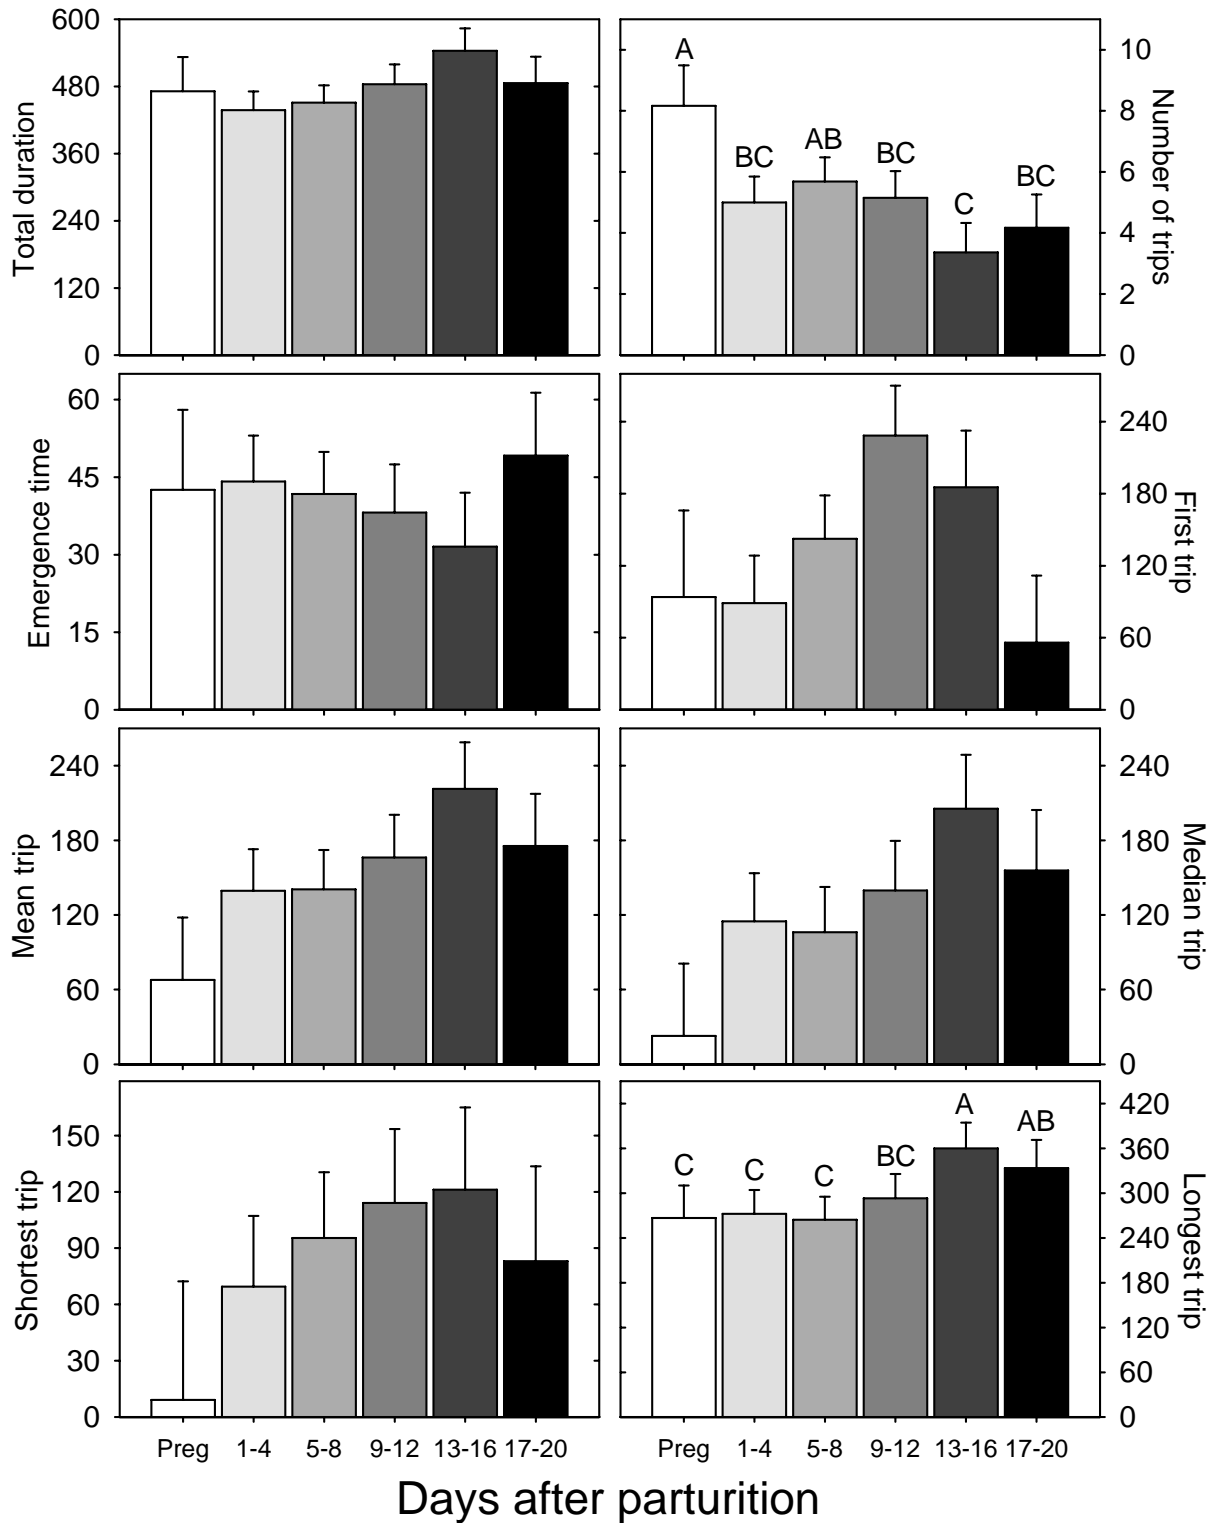 600
480
360
240
120
0
Total duration
A
BC
AB
BC
C
BC
10
8
6
4
2
0
Number of trips
60
45
30
15
0
Emergence time
240
180
120
60
0
First trip
240
180
120
60
0
Mean trip
240
180
120
60
0
Median trip
150
120
90
60
30
0
Shortest trip
C
C
C
BC
A
AB
420
360
300
240
180
120
60
0
Longest trip
Preg 1-4 5-8 9-12 13-16 17-20
Preg 1-4 5-8 9-12 13-16 17-20
Days after parturition